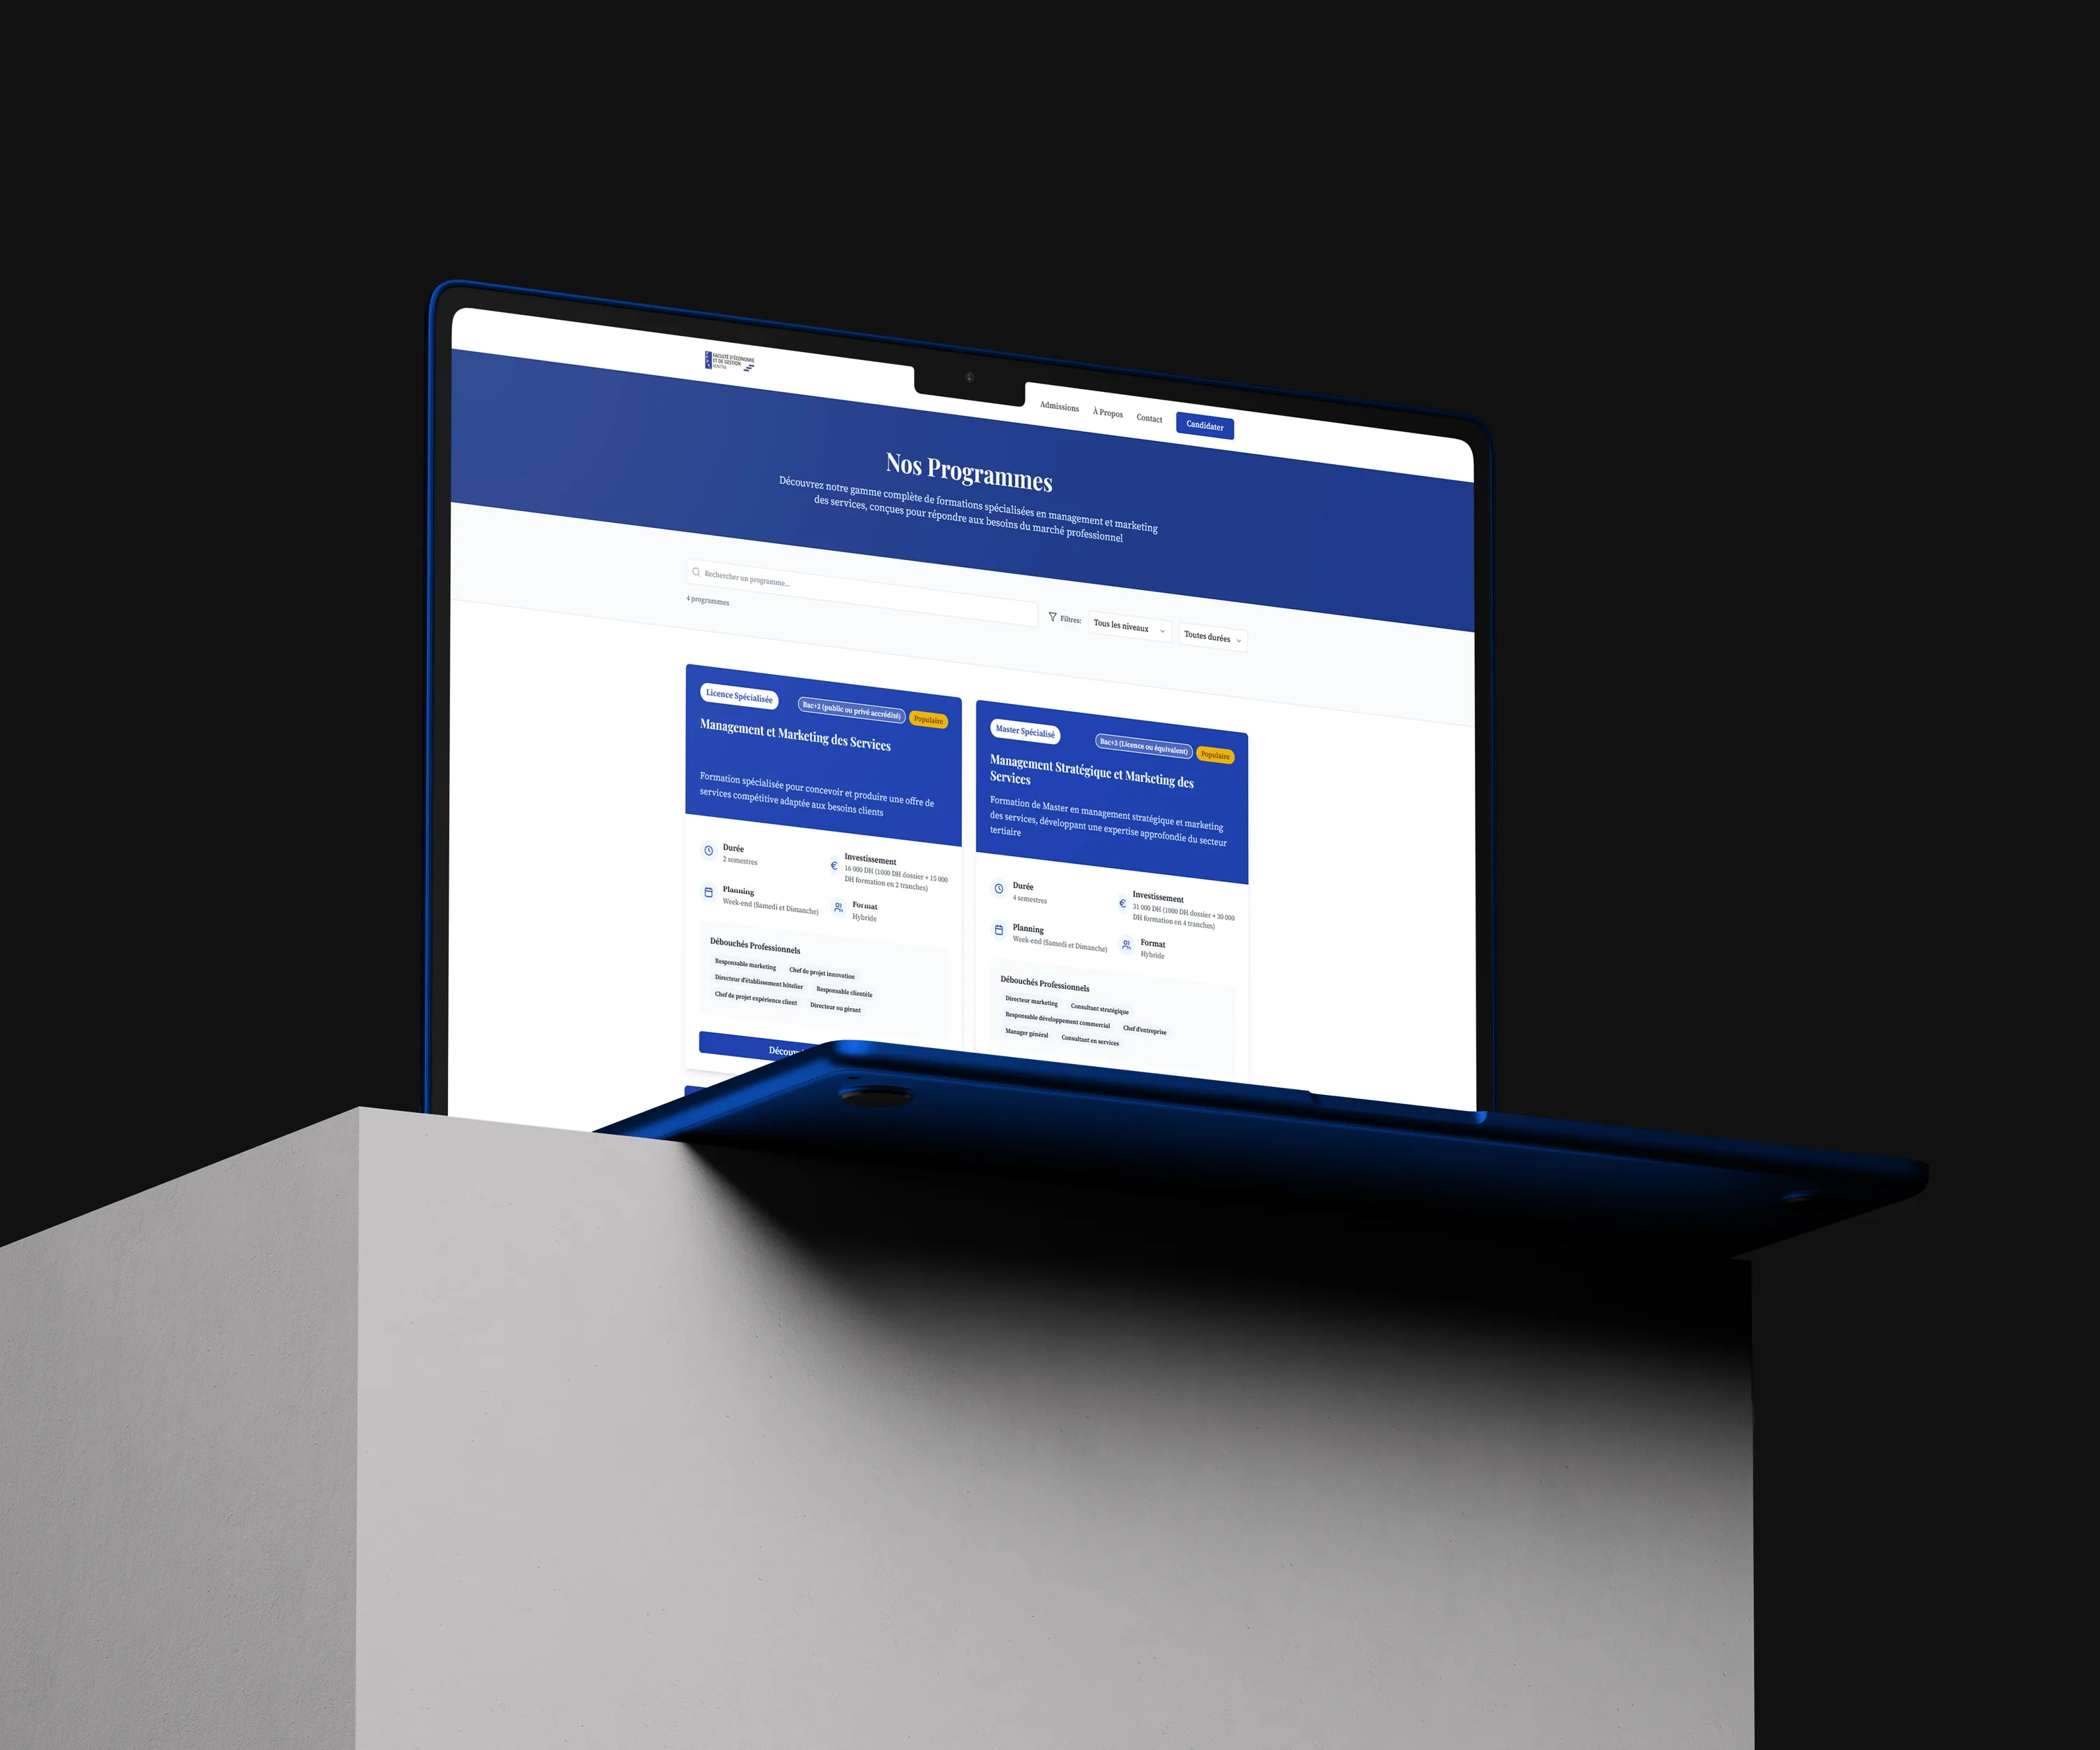 FACULTÉ D'ÉCONOMIE
ET DE GESTION
KENITRA
Admissions À Propos Contact Candidater
Nos Programmes
Découvrez notre gamme complète de formations spécialisées en management et marketing
des services, conçues pour répondre aux besoins du marché professionnel
Rechercher un programme...
Filtres: Tous les niveaux Toutes durées
4 programmes
Licence Spécialisée Bac+2 (public ou privé accrédité) Populaire
Management et Marketing des Services
Formation spécialisée pour concevoir et produire une offre de
services compétitive adaptée aux besoins clients
Durée
2 semestres
Investissement
16 000 DH (1000 DH dossier + 15 000
DH formation en 2 tranches)
Planning
Week-end (Samedi et Dimanche)
Format
Hybride
Débouchés Professionnels
Responsable marketing Chef de projet innovation
Directeur d'établissement hôtelier Responsable clientèle
Chef de projet expérience client Directeur ou gérant
Master Spécialisé Bac+3 (Licence ou équivalent) Populaire
Management Stratégique et Marketing des
Services
Formation de Master en management stratégique et marketing
des services, développant une expertise approfondie du secteur
tertiaire
Durée
4 semestres
Investissement
31 000 DH (1000 DH dossier + 30 000
DH formation en 4 tranches)
Planning
Week-end (Samedi et Dimanche)
Format
Hybride
Débouchés Professionnels
Directeur marketing Consultant stratégique
Responsable développement commercial Chef d'entreprise
Manager général Consultant en services